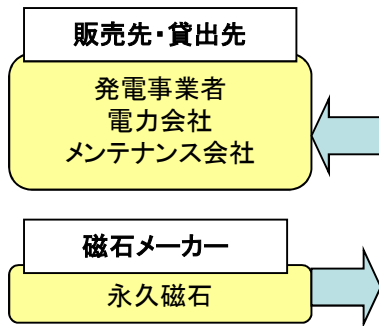 販売先・貸出先
発電事業者
電力会社
メンテナンス会社
磁石メーカー
永久磁石